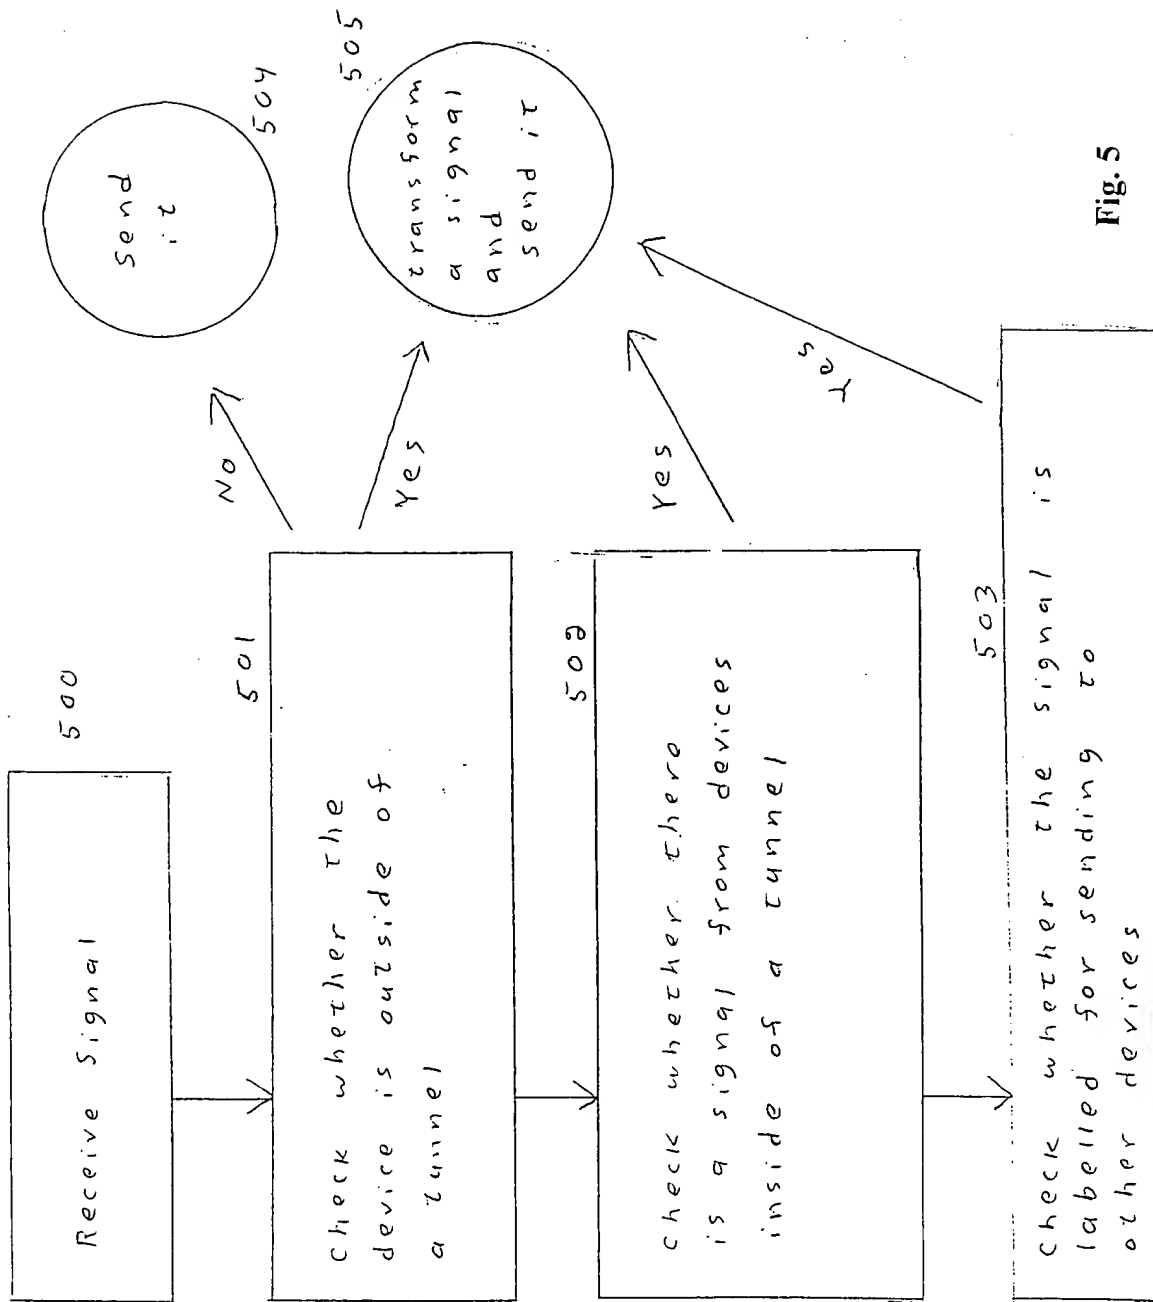 500
Receive Signal
501
check whether the
device is outside of
a tunnel
No
send
it
504
Yes
transform
a signal
and
send it
505
502
check whether there
is a signal from devices
inside of a tunnel
Yes
503
check whether the signal is
labelled for sending to
other devices
Yes
Fig. 5